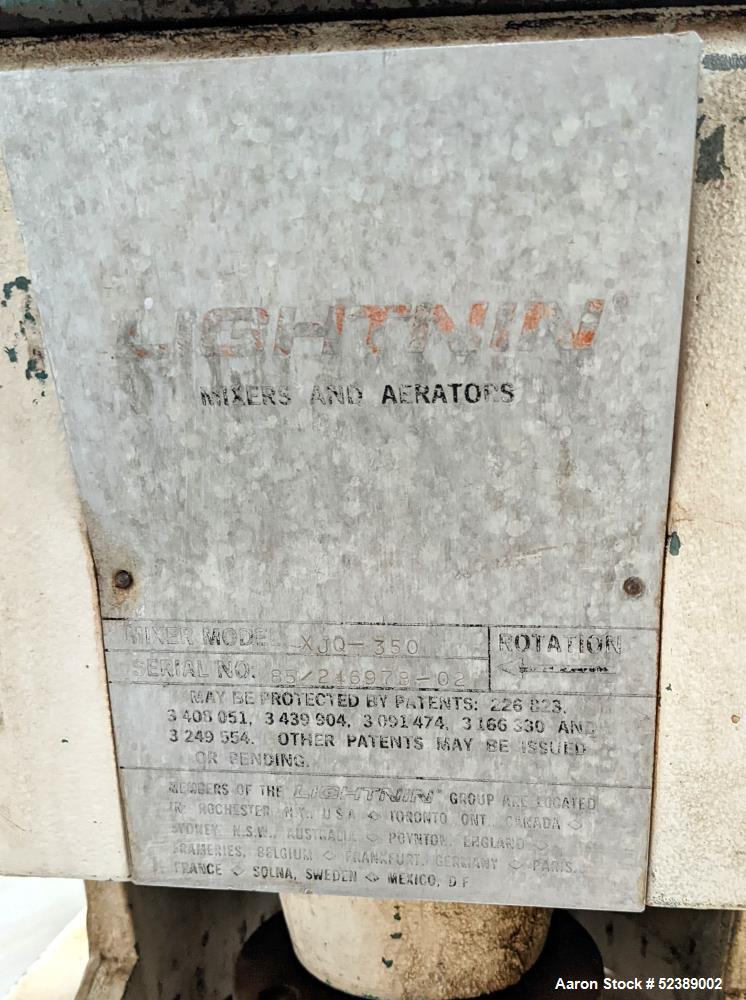 LIGHTNIN®
MIXERS AND AERATORS
MIXER MODEL XJQ-350
ROTATION
SERIAL NO: 85/246978-02
MAY BE PROTECTED BY PATENTS: 226 823,
3 408 051, 3 439 904, 3 091 474, 3 166 330 AND
3 249 554. OTHER PATENTS MAY BE ISSUED
OR PENDING.
MEMBERS OF THE LIGHTNIN® GROUP ARE LOCATED
IN: ROCHESTER N.Y., U S A ◇ TORONTO ONT., CANADA ◇
SYDNEY, N.S.W., AUSTRALIA ◇ POYNTON, ENGLAND ◇
FRAMERIES, BELGIUM ◇ FRANKFURT, GERMANY ◇ PARIS,
FRANCE ◇ SOLNA, SWEDEN ◇ MEXICO, D F
Aaron Stock # 52389002